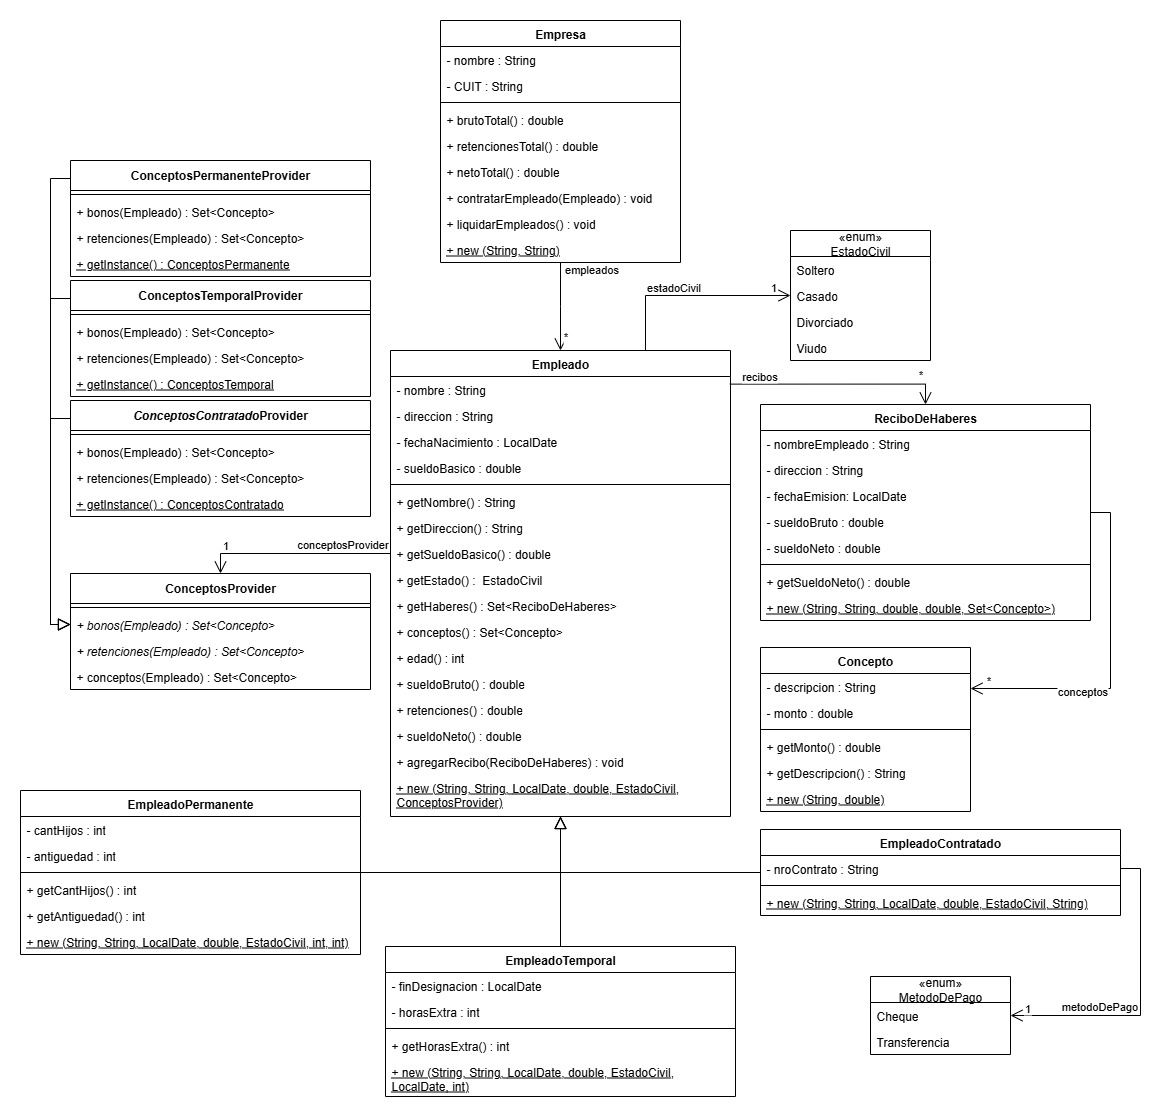 Empresa
- nombre : String
- CUIT : String
+ brutoTotal() : double
+ retencionesTotal() : double
+ netoTotal() : double
+ contratarEmpleado(Empleado) : void
+ liquidarEmpleados() : void
+ new (String, String)
empleados
*
ConceptosPermanenteProvider
+ bonos(Empleado) : Set<Concepto>
+ retenciones(Empleado) : Set<Concepto>
+ getInstance() : ConceptosPermanente
ConceptosTemporalProvider
+ bonos(Empleado) : Set<Concepto>
+ retenciones(Empleado) : Set<Concepto>
+ getInstance() : ConceptosTemporal
ConceptosContratadoProvider
+ bonos(Empleado) : Set<Concepto>
+ retenciones(Empleado) : Set<Concepto>
+ getInstance() : ConceptosContratado
estadoCivil
1
«enum»
EstadoCivil
Soltero
Casado
Divorciado
Viudo
conceptosProvider
1
ConceptosProvider
+ bonos(Empleado) : Set<Concepto>
+ retenciones(Empleado) : Set<Concepto>
+ conceptos(Empleado) : Set<Concepto>
Empleado
- nombre : String
- direccion : String
- fechaNacimiento : LocalDate
- sueldoBasico : double
+ getNombre() : String
+ getDireccion() : String
+ getSueldoBasico() : double
+ getEstado() :  EstadoCivil
+ getHaberes() : Set<ReciboDeHaberes>
+ conceptos() : Set<Concepto>
+ edad() : int
+ sueldoBruto() : double
+ retenciones() : double
+ sueldoNeto() : double
+ agregarRecibo(ReciboDeHaberes) : void
+ new (String, String, LocalDate, double, EstadoCivil,
ConceptosProvider)
recibos
*
ReciboDeHaberes
- nombreEmpleado : String
- direccion : String
- fechaEmision: LocalDate
- sueldoBruto : double
- sueldoNeto : double
+ getSueldoNeto() : double
+ new (String, String, double, double, Set<Concepto>)
conceptos
*
Concepto
- descripcion : String
- monto : double
+ getMonto() : double
+ getDescripcion() : String
+ new (String, double)
EmpleadoPermanente
- cantHijos : int
- antiguedad : int
+ getCantHijos() : int
+ getAntiguedad() : int
+ new (String, String, LocalDate, double, EstadoCivil, int, int)
EmpleadoContratado
- nroContrato : String
+ new (String, String, LocalDate, double, EstadoCivil, String)
EmpleadoTemporal
- finDesignacion : LocalDate
- horasExtra : int
+ getHorasExtra() : int
+ new (String, String, LocalDate, double, EstadoCivil,
LocalDate, int)
metodoDePago
1
«enum»
MetodoDePago
Cheque
Transferencia